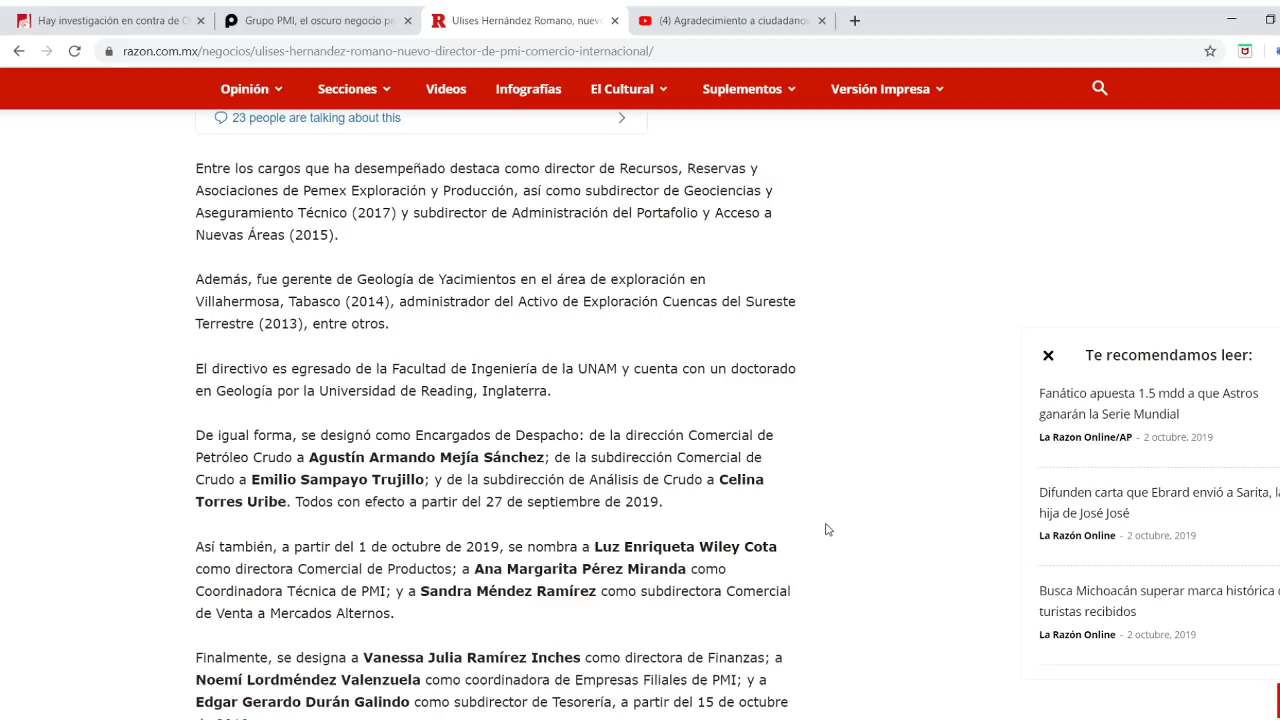 Hay investigación en contra de O
Grupo PMI, el oscuro negocio pr
Ulises Hernández Romano, nuevo
(4) Agradecimiento a ciudadanos
razon.com.mx/negocios/ulises-hernandez-romano-nuevo-director-de-pmi-comercio-internacional/
Opinión Secciones Videos Infografías El Cultural Suplementos Versión Impresa
23 people are talking about this
Entre los cargos que ha desempeñado destaca como director de Recursos, Reservas y
Asociaciones de Pemex Exploración y Producción, así como subdirector de Geociencias y
Aseguramiento Técnico (2017) y subdirector de Administración del Portafolio y Acceso a
Nuevas Áreas (2015).
Además, fue gerente de Geología de Yacimientos en el área de exploración en
Villahermosa, Tabasco (2014), administrador del Activo de Exploración Cuencas del Sureste
Terrestre (2013), entre otros.
El directivo es egresado de la Facultad de Ingeniería de la UNAM y cuenta con un doctorado
en Geología por la Universidad de Reading, Inglaterra.
De igual forma, se designó como Encargados de Despacho: de la dirección Comercial de
Petróleo Crudo a Agustín Armando Mejía Sánchez; de la subdirección Comercial de
Crudo a Emilio Sampayo Trujillo; y de la subdirección de Análisis de Crudo a Celina
Torres Uribe. Todos con efecto a partir del 27 de septiembre de 2019.
Así también, a partir del 1 de octubre de 2019, se nombra a Luz Enriqueta Wiley Cota
como directora Comercial de Productos; a Ana Margarita Pérez Miranda como
Coordinadora Técnica de PMI; y a Sandra Méndez Ramírez como subdirectora Comercial
de Venta a Mercados Alternos.
Finalmente, se designa a Vanessa Julia Ramírez Inches como directora de Finanzas; a
Noemí Lordméndez Valenzuela como coordinadora de Empresas Filiales de PMI; y a
Edgar Gerardo Durán Galindo como subdirector de Tesorería, a partir del 15 de octubre
Te recomendamos leer:
Fanático apuesta 1.5 mdd a que Astros
ganarán la Serie Mundial
La Razon Online/AP - 2 octubre, 2019
Difunden carta que Ebrard envió a Sarita, la
hija de José José
La Razón Online - 2 octubre, 2019
Busca Michoacán superar marca histórica d
turistas recibidos
La Razón Online - 2 octubre, 2019